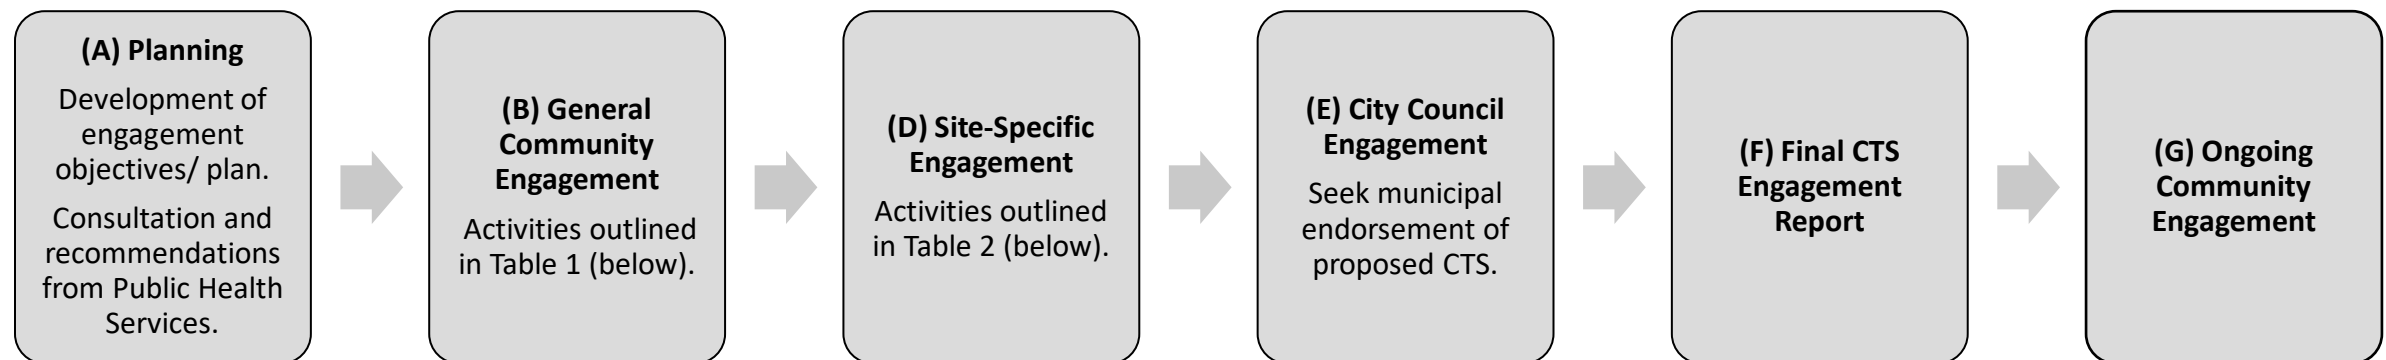 (A) Planning
Development of
engagement
objectives/ plan.
Consultation and
recommendations
from Public Health
Services.
(B) General
Community
Engagement
Activities outlined
in Table 1 (below).
(D) Site-Specific
Engagement
Activities outlined
in Table 2 (below).
(E) City Council
Engagement
Seek municipal
endorsement of
proposed CTS.
(F) Final CTS
Engagement
Report
(G) Ongoing
Community
Engagement